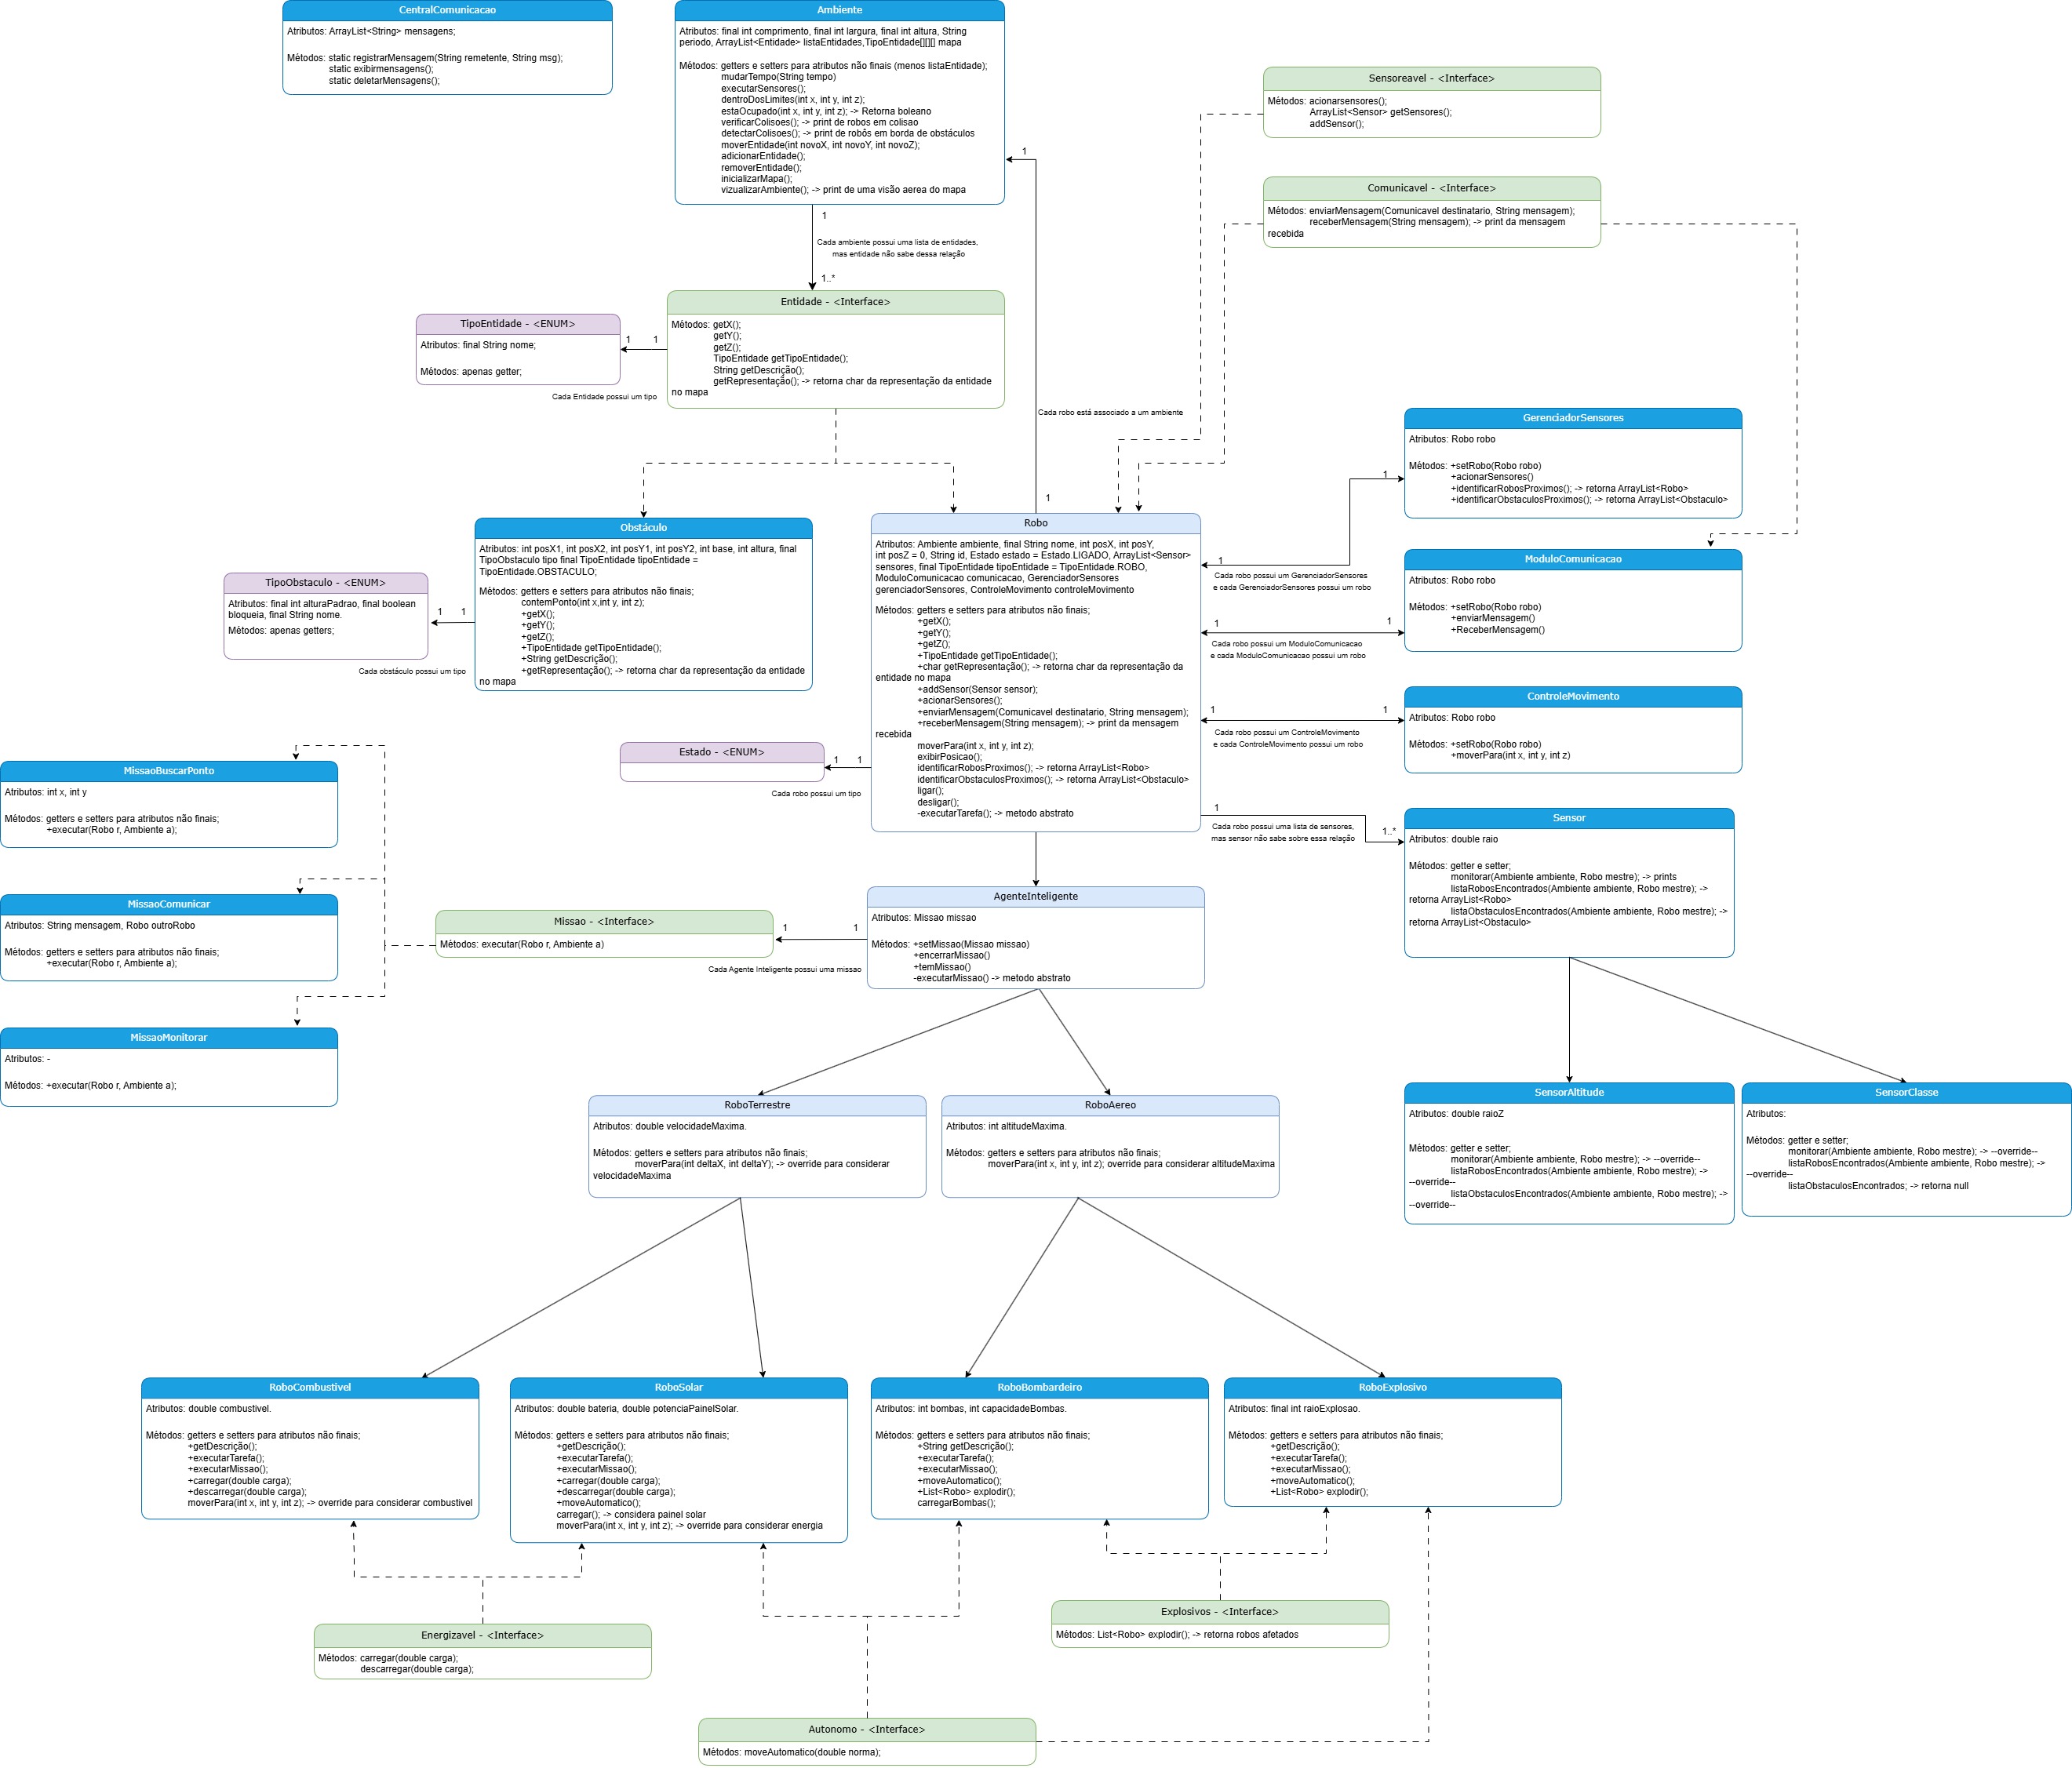 CentralComunicacao
Atributos: ArrayList<String> mensagens;
Métodos: static registrarMensagem(String remetente, String msg);
static exibirmensagens();
static deletarMensagens();
Ambiente
Atributos: final int comprimento, final int largura, final int altura, String
periodo, ArrayList<Entidade> listaEntidades,TipoEntidade[][][] mapa
Métodos: getters e setters para atributos não finais (menos listaEntidade);
mudarTempo(String tempo)
executarSensores();
dentroDosLimites(int x, int y, int z);
estaOcupado(int x, int y, int z); -> Retorna boleano
verificarColisoes(); -> print de robos em colisao
detectarColisoes(); -> print de robôs em borda de obstáculos
moverEntidade(int novoX, int novoY, int novoZ);
adicionarEntidade();
removerEntidade();
inicializarMapa();
vizualizarAmbiente(); -> print de uma visão aerea do mapa
Sensoreavel - <Interface>
Métodos: acionarsensores();
ArrayList<Sensor> getSensores();
addSensor();
Comunicavel - <Interface>
Métodos: enviarMensagem(Comunicavel destinatario, String mensagem);
receberMensagem(String mensagem); -> print da mensagem
recebida
1
1
Cada ambiente possui uma lista de entidades,
mas entidade não sabe dessa relação
1..*
Entidade - <Interface>
Métodos: getX();
getY();
getZ();
TipoEntidade getTipoEntidade();
String getDescrição();
getRepresentação(); -> retorna char da representação da entidade
no mapa
TipoEntidade - <ENUM>
Atributos: final String nome;
Métodos: apenas getter;
1
1
Cada Entidade possui um tipo
Cada robo está associado a um ambiente
1
GerenciadorSensores
Atributos: Robo robo
Métodos: +setRobo(Robo robo)
+acionarSensores()
+identificarRobosProximos(); -> retorna ArrayList<Robo>
+identificarObstaculosProximos(); -> retorna ArrayList<Obstaculo>
Obstáculo
Atributos: int posX1, int posX2, int posY1, int posY2, int base, int altura, final
TipoObstaculo tipo final TipoEntidade tipoEntidade =
TipoEntidade.OBSTACULO;
Métodos: getters e setters para atributos não finais;
contemPonto(int x,int y, int z);
+getX();
+getY();
+getZ();
+TipoEntidade getTipoEntidade();
+String getDescrição();
+getRepresentação(); -> retorna char da representação da entidade
no mapa
TipoObstaculo - <ENUM>
Atributos: final int alturaPadrao, final boolean
bloqueia, final String nome.
Métodos: apenas getters;
1
1
Cada obstáculo possui um tipo
Robo
Atributos: Ambiente ambiente, final String nome, int posX, int posY,
int posZ = 0, String id, Estado estado = Estado.LIGADO, ArrayList<Sensor>
sensores, final TipoEntidade tipoEntidade = TipoEntidade.ROBO,
ModuloComunicacao comunicacao, GerenciadorSensores
gerenciadorSensores, ControleMovimento controleMovimento
Métodos: getters e setters para atributos não finais;
+getX();
+getY();
+getZ();
+TipoEntidade getTipoEntidade();
+char getRepresentação(); -> retorna char da representação da
entidade no mapa
+addSensor(Sensor sensor);
+acionarSensores();
+enviarMensagem(Comunicavel destinatario, String mensagem);
+receberMensagem(String mensagem); -> print da mensagem
recebida
moverPara(int x, int y, int z);
exibirPosicao();
identificarRobosProximos(); -> retorna ArrayList<Robo>
identificarObstaculosProximos(); -> retorna ArrayList<Obstaculo>
ligar();
desligar();
-executarTarefa(); -> metodo abstrato
1
1
Cada robo possui um GerenciadorSensores
e cada GerenciadorSensores possui um robo
ModuloComunicacao
Atributos: Robo robo
Métodos: +setRobo(Robo robo)
+enviarMensagem()
+ReceberMensagem()
1
1
Cada robo possui um ModuloComunicacao
e cada ModuloComunicacao possui um robo
ControleMovimento
Atributos: Robo robo
Métodos: +setRobo(Robo robo)
+moverPara(int x, int y, int z)
1
1
Cada robo possui um ControleMovimento
e cada ControleMovimento possui um robo
Estado - <ENUM>
1
1
Cada robo possui um tipo
1
Cada robo possui uma lista de sensores,
mas sensor não sabe sobre essa relação
1..*
Sensor
Atributos: double raio
Métodos: getter e setter;
monitorar(Ambiente ambiente, Robo mestre); -> prints
listaRobosEncontrados(Ambiente ambiente, Robo mestre); ->
retorna ArrayList<Robo>
listaObstaculosEncontrados(Ambiente ambiente, Robo mestre); ->
retorna ArrayList<Obstaculo>
MissaoBuscarPonto
Atributos: int x, int y
Métodos: getters e setters para atributos não finais;
+executar(Robo r, Ambiente a);
MissaoComunicar
Atributos: String mensagem, Robo outroRobo
Métodos: getters e setters para atributos não finais;
+executar(Robo r, Ambiente a);
MissaoMonitorar
Atributos: -
Métodos: +executar(Robo r, Ambiente a);
Missao - <Interface>
Métodos: executar(Robo r, Ambiente a)
1
1
Cada Agente Inteligente possui uma missao
AgenteInteligente
Atributos: Missao missao
Métodos: +setMissao(Missao missao)
+encerrarMissao()
+temMissao()
-executarMissao() -> metodo abstrato
RoboTerrestre
Atributos: double velocidadeMaxima.
Métodos: getters e setters para atributos não finais;
moverPara(int deltaX, int deltaY); -> override para considerar
velocidadeMaxima
RoboAereo
Atributos: int altitudeMaxima.
Métodos: getters e setters para atributos não finais;
moverPara(int x, int y, int z); override para considerar altitudeMaxima
SensorAltitude
Atributos: double raioZ
Métodos: getter e setter;
monitorar(Ambiente ambiente, Robo mestre); -> --override--
listaRobosEncontrados(Ambiente ambiente, Robo mestre); ->
--override--
listaObstaculosEncontrados(Ambiente ambiente, Robo mestre); ->
--override--
SensorClasse
Atributos:
Métodos: getter e setter;
monitorar(Ambiente ambiente, Robo mestre); -> --override--
listaRobosEncontrados(Ambiente ambiente, Robo mestre); ->
--override--
listaObstaculosEncontrados; -> retorna null
RoboCombustivel
Atributos: double combustivel.
Métodos: getters e setters para atributos não finais;
+getDescrição();
+executarTarefa();
+executarMissao();
+carregar(double carga);
+descarregar(double carga);
moverPara(int x, int y, int z); -> override para considerar combustivel
RoboSolar
Atributos: double bateria, double potenciaPainelSolar.
Métodos: getters e setters para atributos não finais;
+getDescrição();
+executarTarefa();
+executarMissao();
+carregar(double carga);
+descarregar(double carga);
+moveAutomatico();
carregar(); -> considera painel solar
moverPara(int x, int y, int z); -> override para considerar energia
RoboBombardeiro
Atributos: int bombas, int capacidadeBombas.
Métodos: getters e setters para atributos não finais;
+String getDescrição();
+executarTarefa();
+executarMissao();
+moveAutomatico();
+List<Robo> explodir();
carregarBombas();
RoboExplosivo
Atributos: final int raioExplosao.
Métodos: getters e setters para atributos não finais;
+getDescrição();
+executarTarefa();
+executarMissao();
+moveAutomatico();
+List<Robo> explodir();
Energizavel - <Interface>
Métodos: carregar(double carga);
descarregar(double carga);
Explosivos - <Interface>
Métodos: List<Robo> explodir(); -> retorna robos afetados
Autonomo - <Interface>
Métodos: moveAutomatico(double norma);